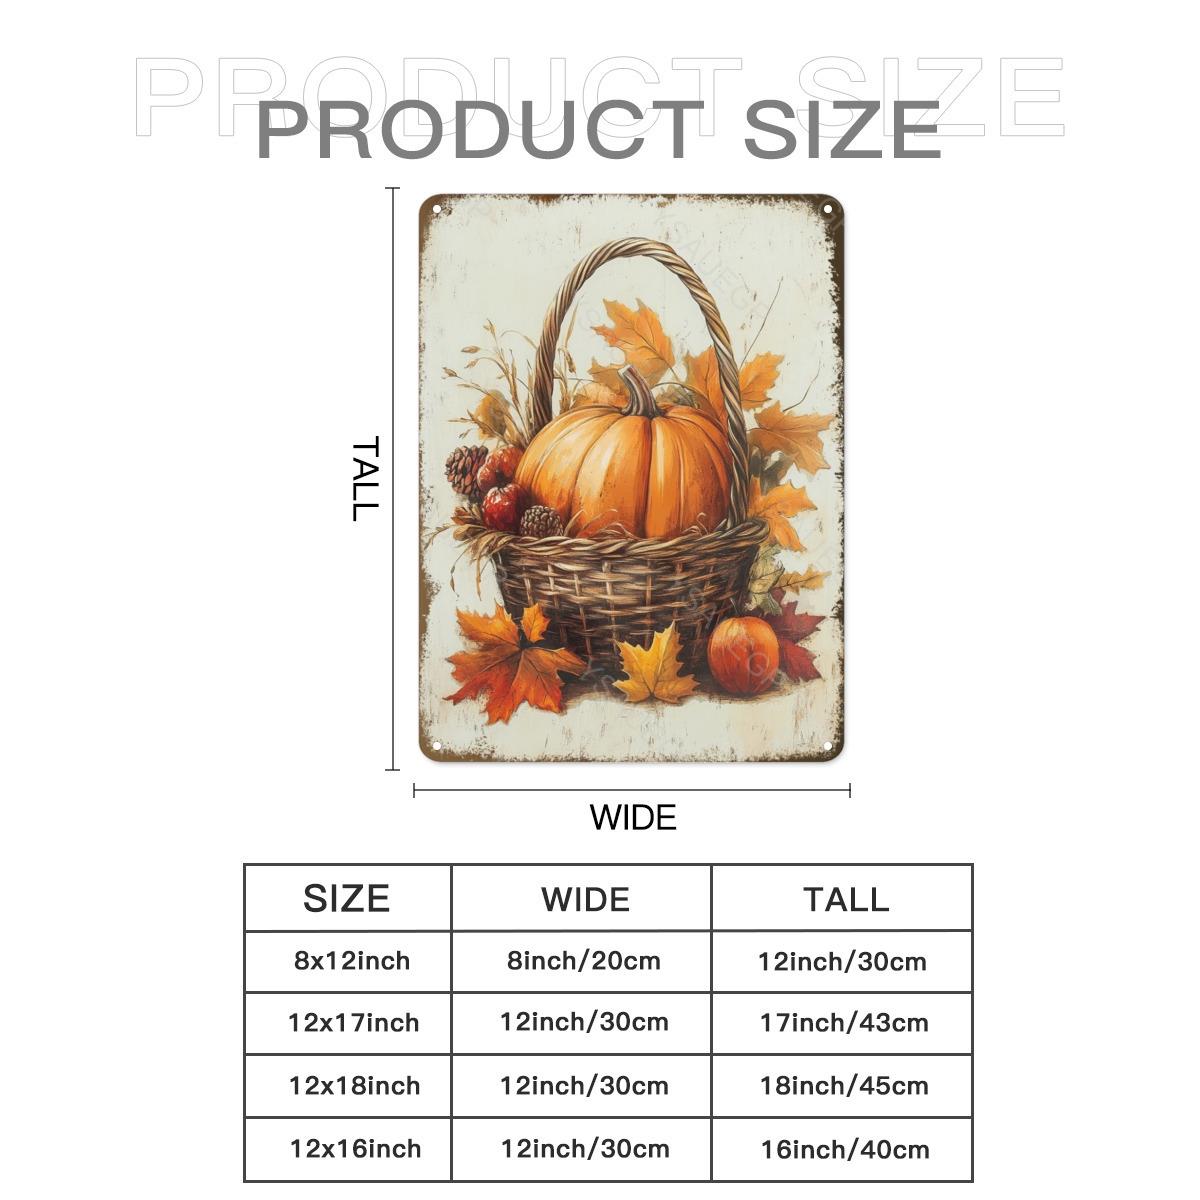 PRODUCT SIZE
PRODUCT SIZE
TALL
WIDE
SIZE WIDE TALL
8x12inch 8inch/20cm 12inch/30cm
12x17inch 12inch/30cm 17inch/43cm
12x18inch 12inch/30cm 18inch/45cm
12x16inch 12inch/30cm 16inch/40cm